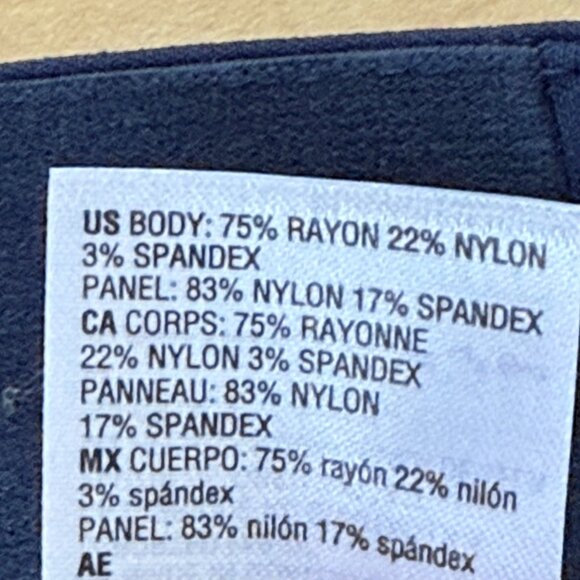 US BODY: 75% RAYON 22% NYLON
3% SPANDEX
PANEL: 83% NYLON 17% SPANDEX
CA CORPS: 75% RAYONNE
22% NYLON 3% SPANDEX
PANNEAU: 83% NYLON
17% SPANDEX
MX CUERPO: 75% rayón 22% nilón
3% spándex
PANEL: 83% nilón 17% spándex
AE